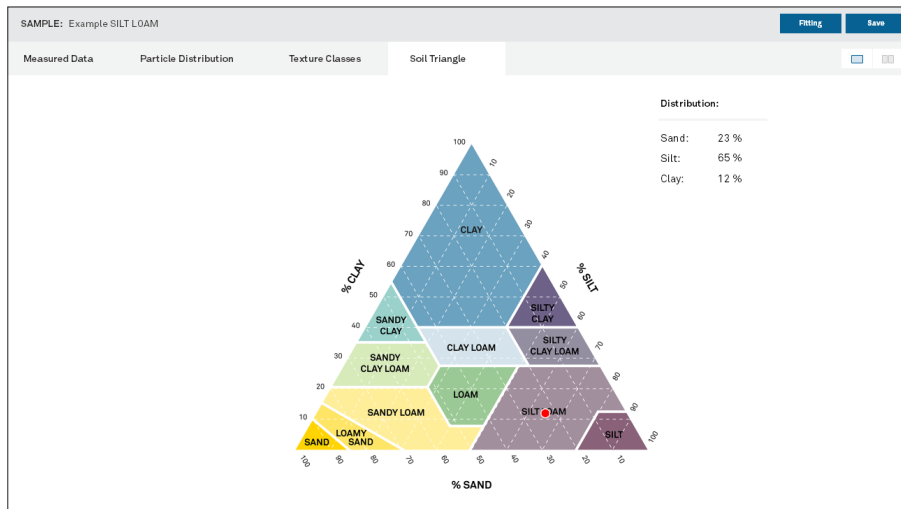 SAMPLE: Example SILT LOAM
Fitting
Save
Measured Data
Particle Distribution
Texture Classes
Soil Triangle
Distribution:
Sand: 23 %
Silt: 65 %
Clay: 12 %
100
90
80
70
60
50
40
30
20
10
10
20
30
40
50
60
70
80
90
100
% CLAY
% SILT
CLAY
SILTY
CLAY
SANDY
CLAY
CLAY LOAM
SILTY
CLAY LOAM
SANDY
CLAY LOAM
LOAM
SANDY LOAM
SILT LOAM
LOAMY
SAND
SAND
SILT
100 90 80 70 60 50 40 30 20 10
% SAND